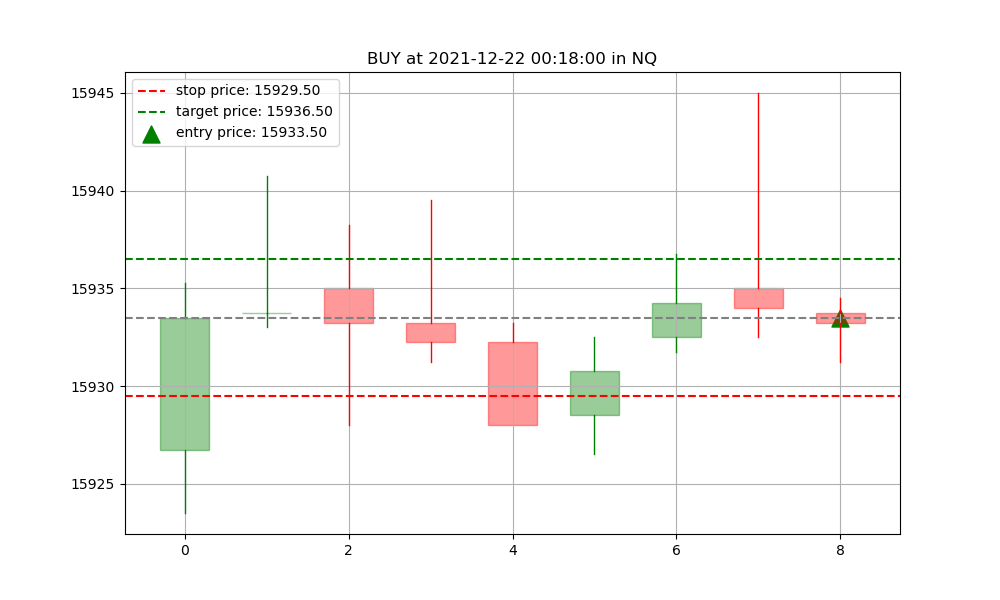 BUY at 2021-12-22 00:18:00 in NQ
stop price: 15929.50
target price: 15936.50
entry price: 15933.50
15945
15940
15935
15930
15925
0 2 4 6 8